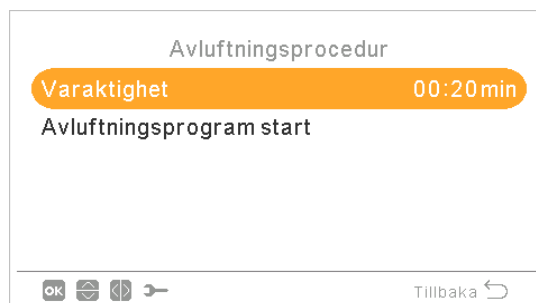 Avluftningsprocedur
Varaktighet 00:20min
Avluftningsprogram start
OK Tillbaka